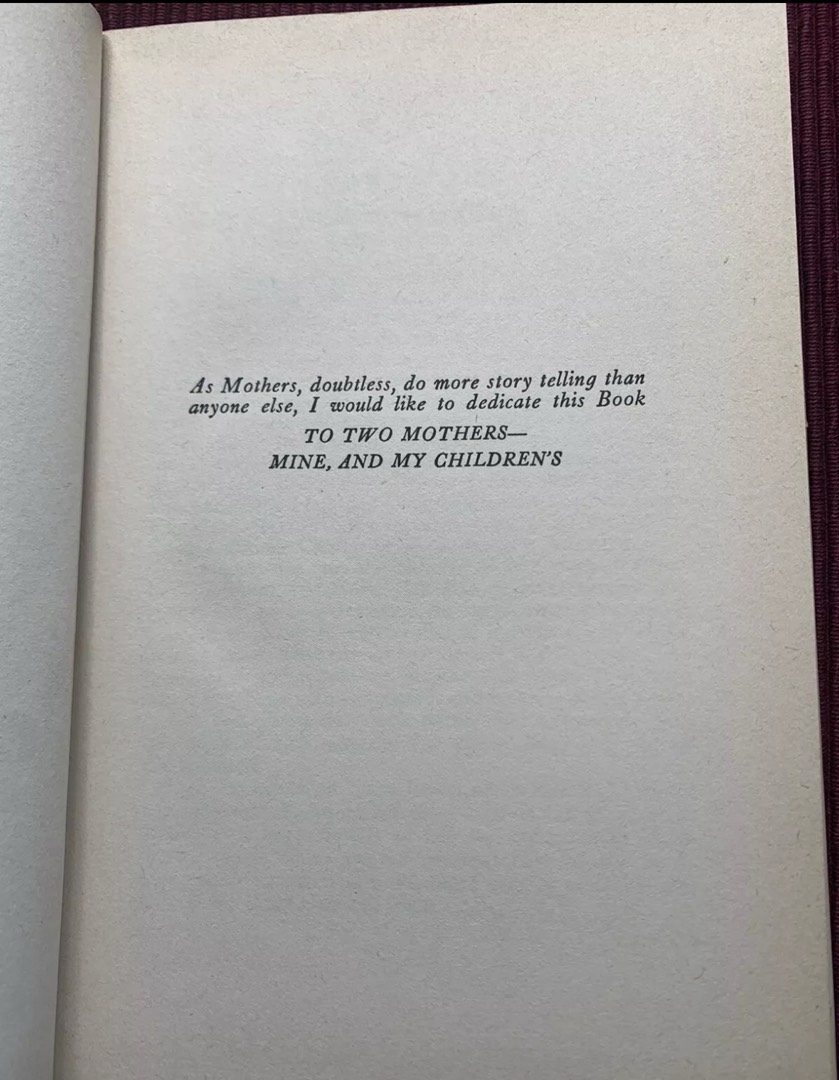 As Mothers, doubtless, do more story telling than
anyone else, I would like to dedicate this Book
TO TWO MOTHERS—
MINE, AND MY CHILDREN'S